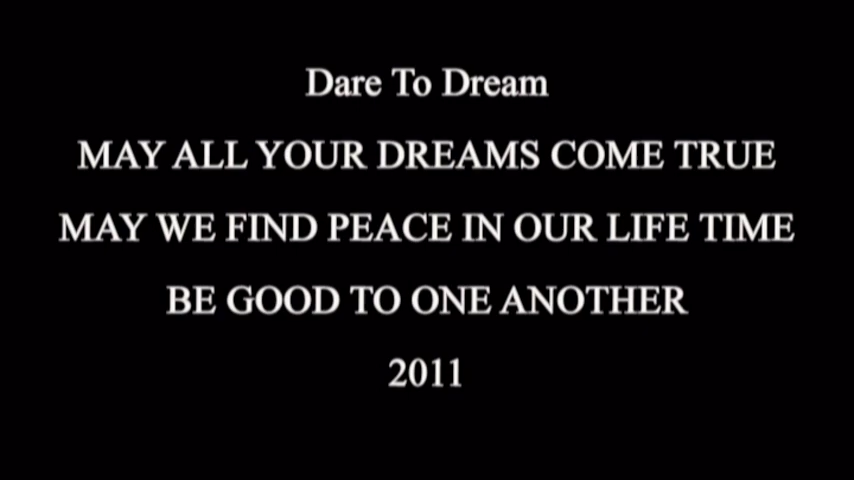 Dare To Dream
MAY ALL YOUR DREAMS COME TRUE
MAY WE FIND PEACE IN OUR LIFE TIME
BE GOOD TO ONE ANOTHER
2011